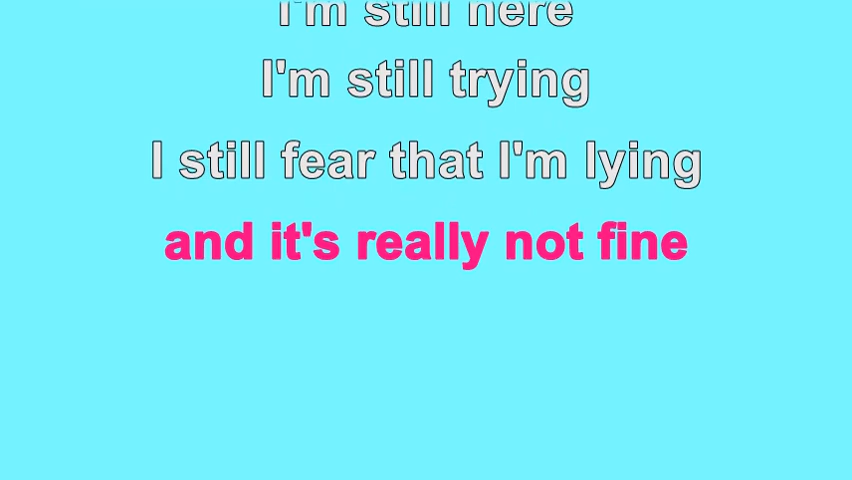 I'm still here
I'm still trying
I still fear that I'm lying
and it's really not fine